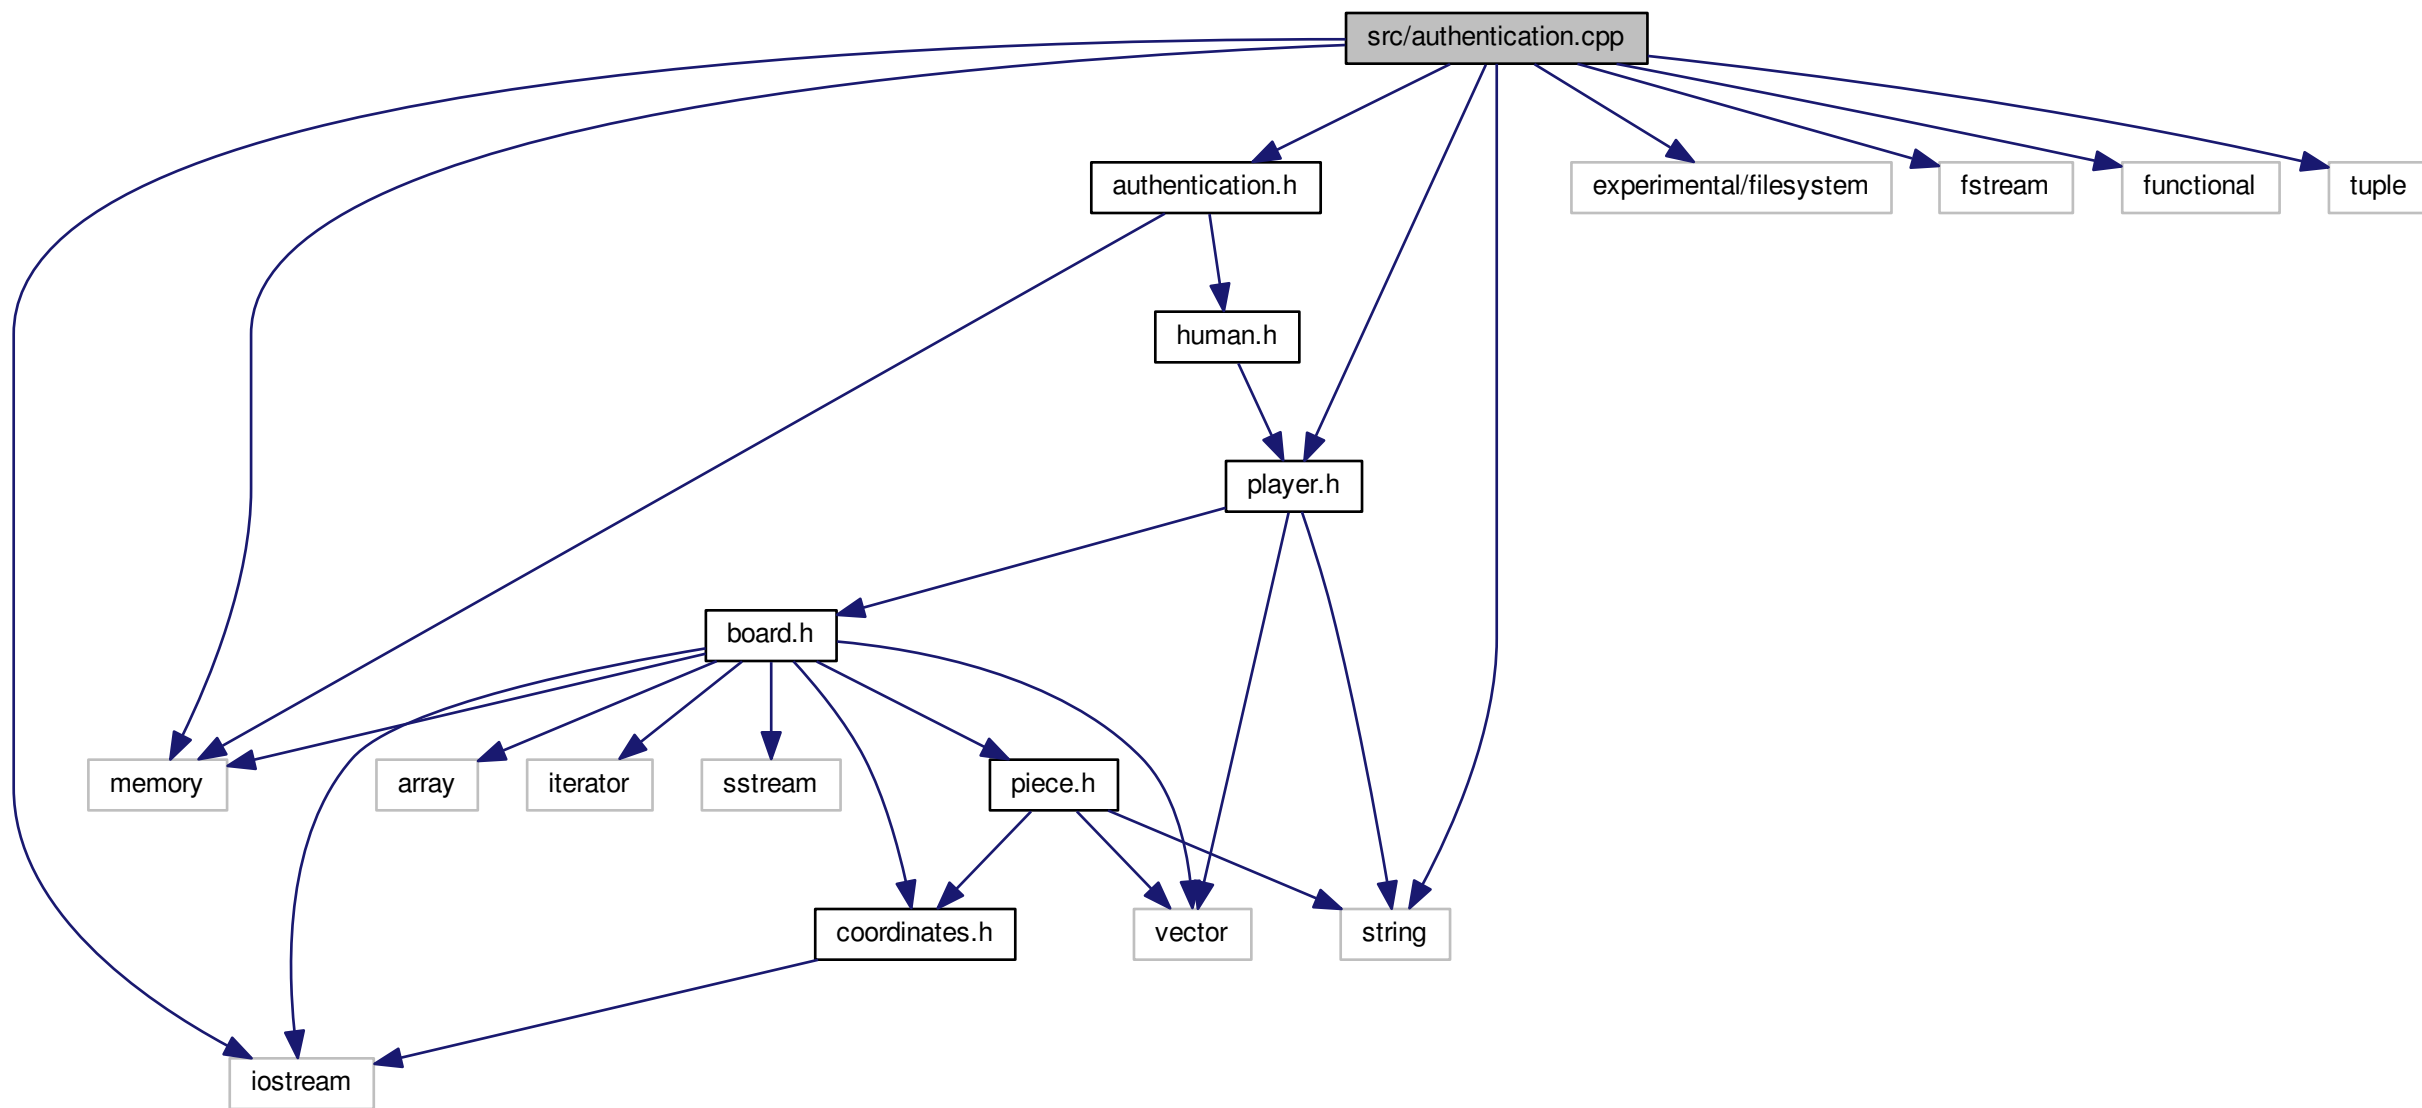 src/authentication.cpp
authentication.h
experimental/filesystem
fstream
functional
tuple
human.h
player.h
board.h
memory
array
iterator
sstream
piece.h
coordinates.h
vector
string
iostream